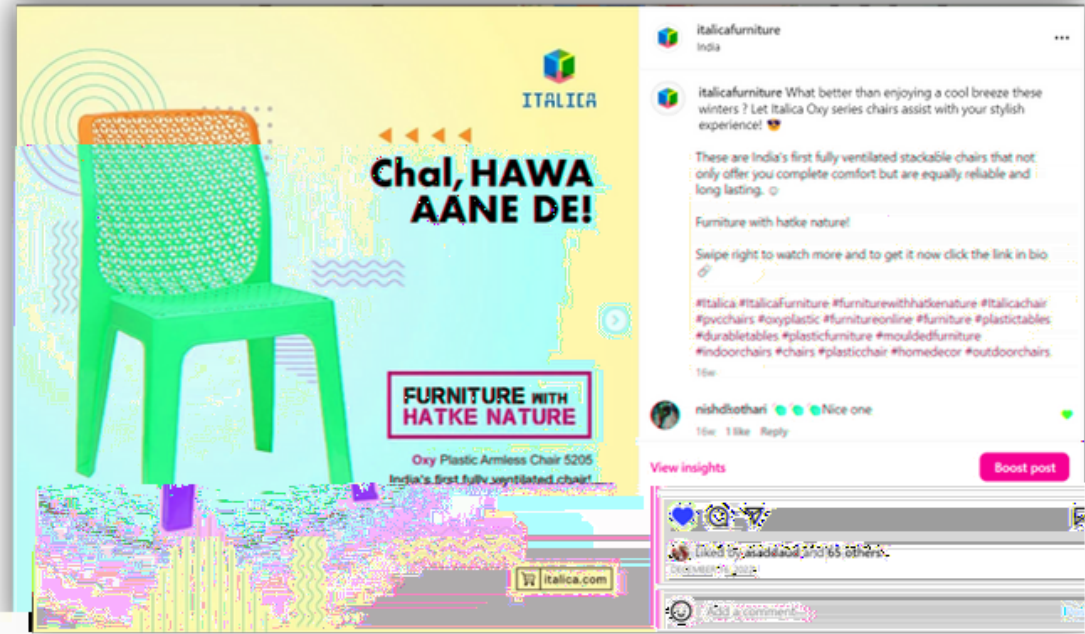 ITALICA
Chal, HAWA
AANE DE!
FURNITURE WITH
HATKE NATURE
Oxy Plastic Armless Chair 5205
India's first fully ventilated chair!
italica.com
italicafurniture
India
italicafurniture What better than enjoying a cool breeze these
winters ? Let Italica Oxy series chairs assist with your stylish
experience! 😎
These are India's first fully ventilated stackable chairs that not
only offer you complete comfort but are equally reliable and
long lasting. ☺
Furniture with hatke nature!
Swipe right to watch more and to get it now click the link in bio
🔗
#Italica #ItalicaFurniture #furniturewithhatkenature #Italicachair
#pvcchairs #oxyplastic #furnitureonline #furniture #plastictables
#durabletables #plasticfurniture #mouldedfurniture
#indoorchairs #chairs #plasticchair #homedecor #outdoorchairs
16w
Nice one
16w 1 like Reply
View insights
Boost post
Liked by and 65 others
Add a comment...